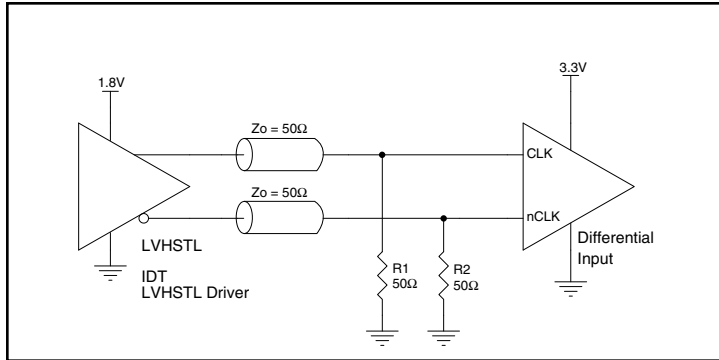 1.8V
3.3V
Zo = 50Ω
CLK
Zo = 50Ω
nCLK
LVHSTL
IDT
LVHSTL Driver
R1
50Ω
R2
50Ω
Differential
Input